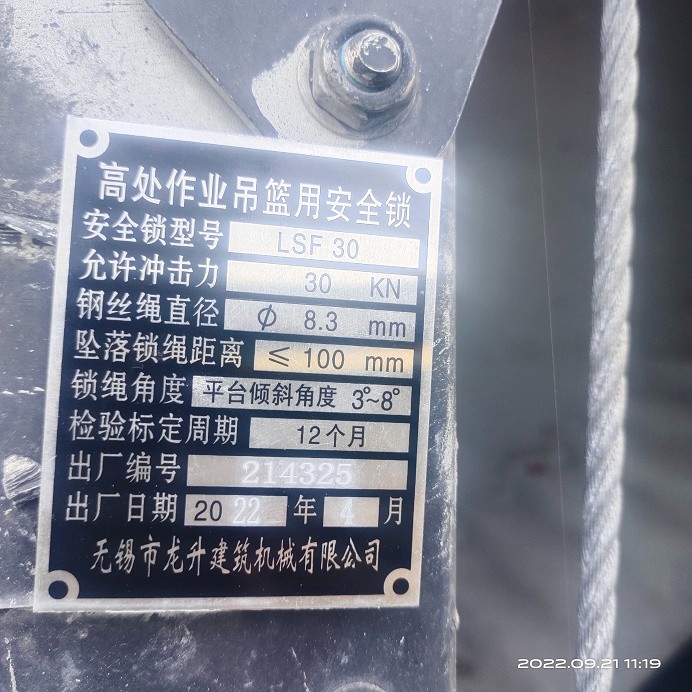 高处作业吊篮用安全锁
安全锁型号 LSF 30
允许冲击力 30 KN
钢丝绳直径 ϕ 8.3 mm
坠落锁绳距离 ≤ 100 mm
锁绳角度 平台倾斜角度 3°~8°
检验标定周期 12个月
出厂编号 214325
出厂日期 2022 年 4 月
无锡市龙升建筑机械有限公司
2022.09.21 11:19